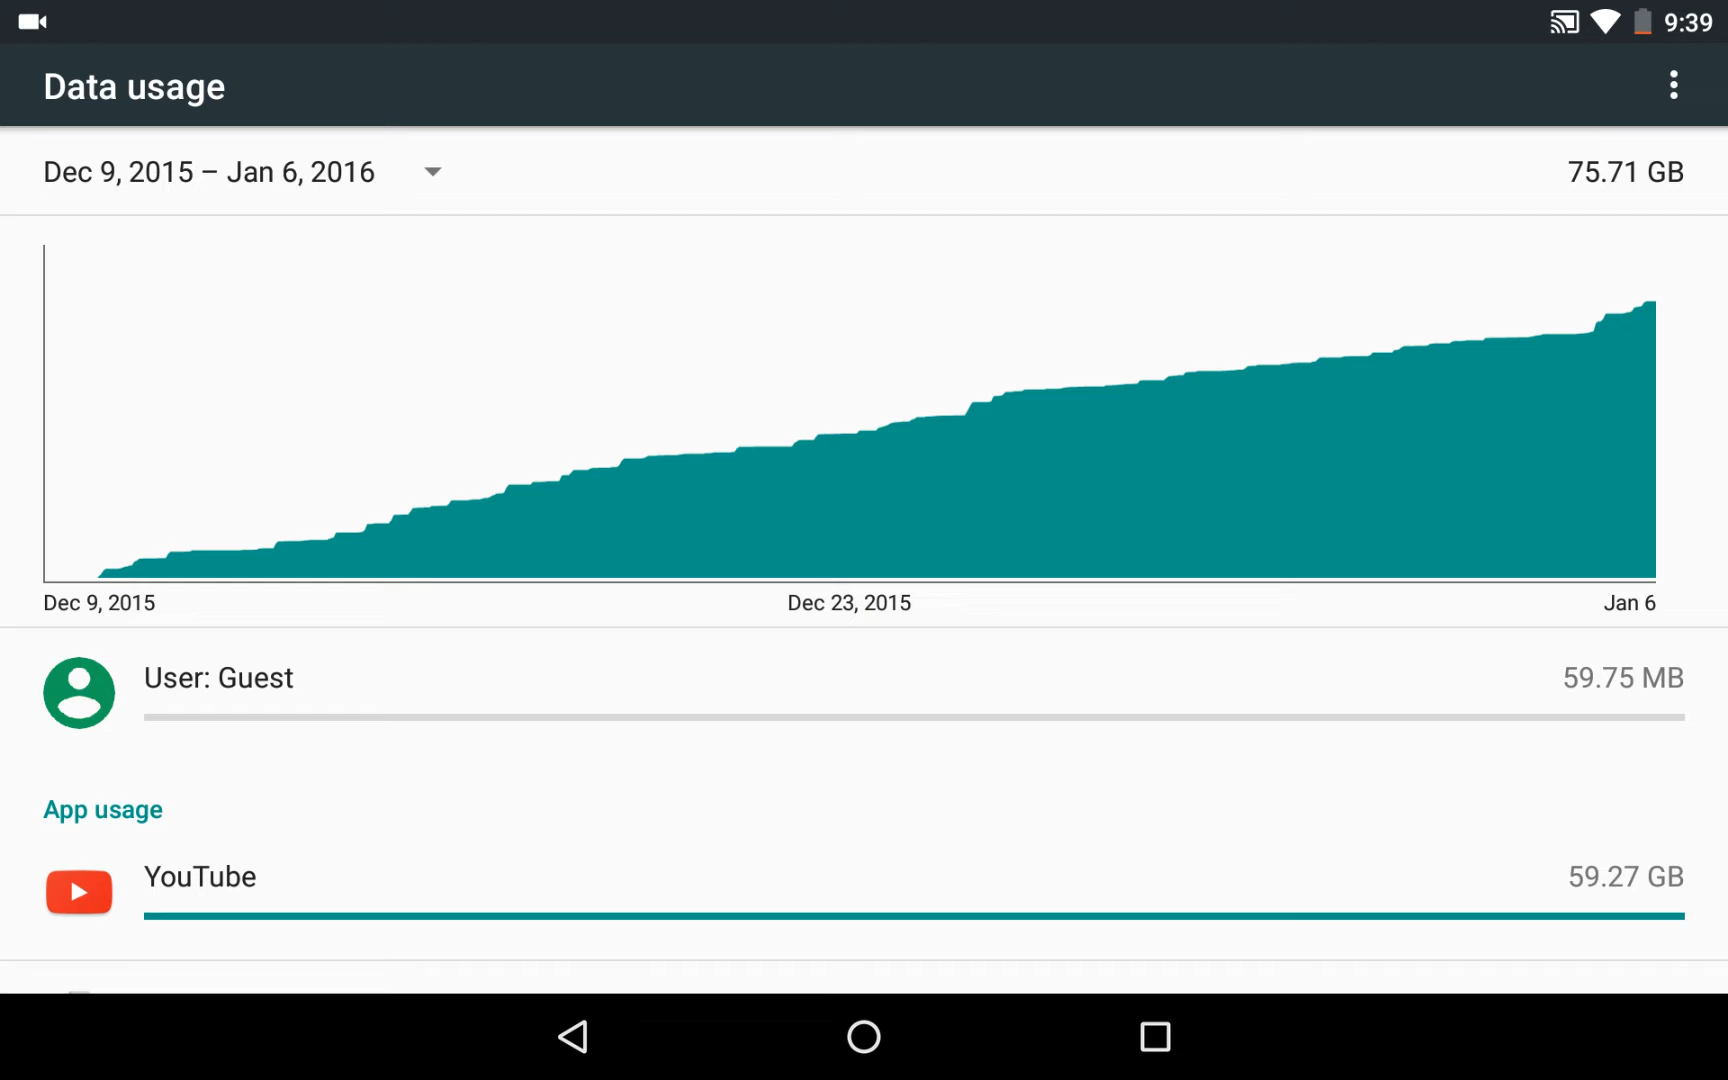 9:39
Data usage
Dec 9, 2015 – Jan 6, 2016
75.71 GB
Dec 9, 2015
Dec 23, 2015
Jan 6
User: Guest
59.75 MB
App usage
YouTube
59.27 GB